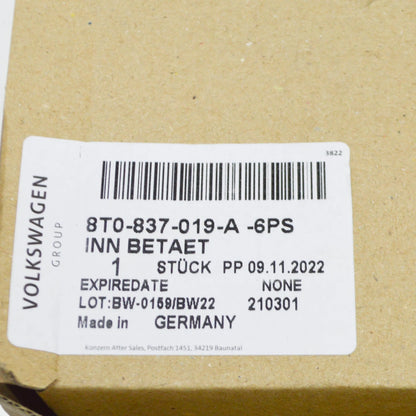 VOLKSWAGEN
GROUP
3822
8T0-837-019-A -6PS
INN BETAET
1 STÜCK PP 09.11.2022
EXPIREDATE NONE
LOT:BW-0159/BW22 210301
Made in GERMANY
Konzern After Sales, Postfach 1451, 34219 Baunatal